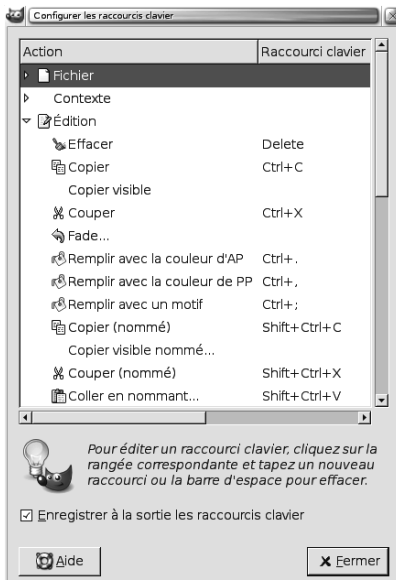 Configurer les raccourcis clavier
Action Raccourci clavier
Fichier
Contexte
Édition
Effacer Delete
Copier Ctrl+C
Copier visible
Couper Ctrl+X
Fade...
Remplir avec la couleur d'AP Ctrl+.
Remplir avec la couleur de PP Ctrl+,
Remplir avec un motif Ctrl+;
Copier (nommé) Shift+Ctrl+C
Copier visible nommé...
Couper (nommé) Shift+Ctrl+X
Coller en nommant... Shift+Ctrl+V
Pour éditer un raccourci clavier, cliquez sur la
rangée correspondante et tapez un nouveau
raccourci ou la barre d'espace pour effacer.
Enregistrer à la sortie les raccourcis clavier
Aide Fermer